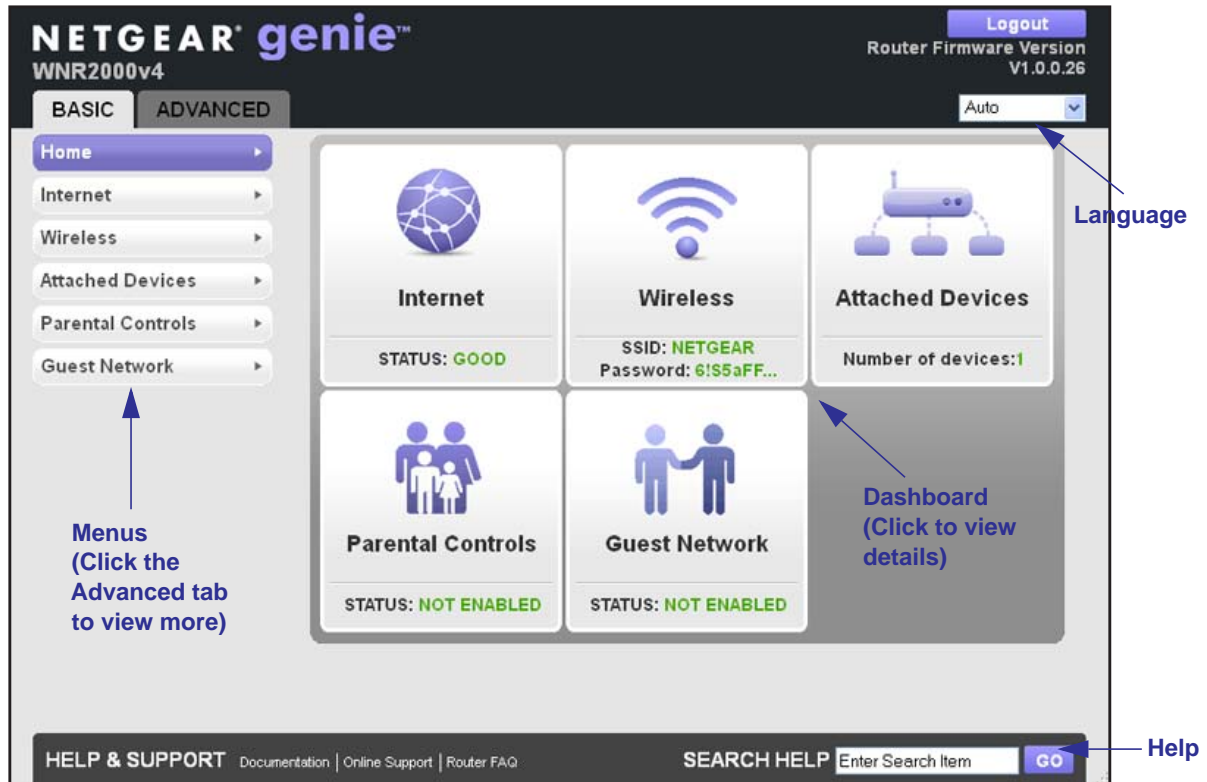 NETGEAR® genie™
WNR2000v4
Logout
Router Firmware Version
V1.0.0.26
BASIC
ADVANCED
Auto
Home
Internet
Wireless
Attached Devices
Parental Controls
Guest Network
Internet
STATUS: GOOD
Wireless
SSID: NETGEAR
Password: 6!S5aFF...
Attached Devices
Number of devices:1
Parental Controls
STATUS: NOT ENABLED
Guest Network
STATUS: NOT ENABLED
Language
Menus
(Click the
Advanced tab
to view more)
Dashboard
(Click to view
details)
HELP & SUPPORT Documentation | Online Support | Router FAQ
SEARCH HELP Enter Search Item GO
Help